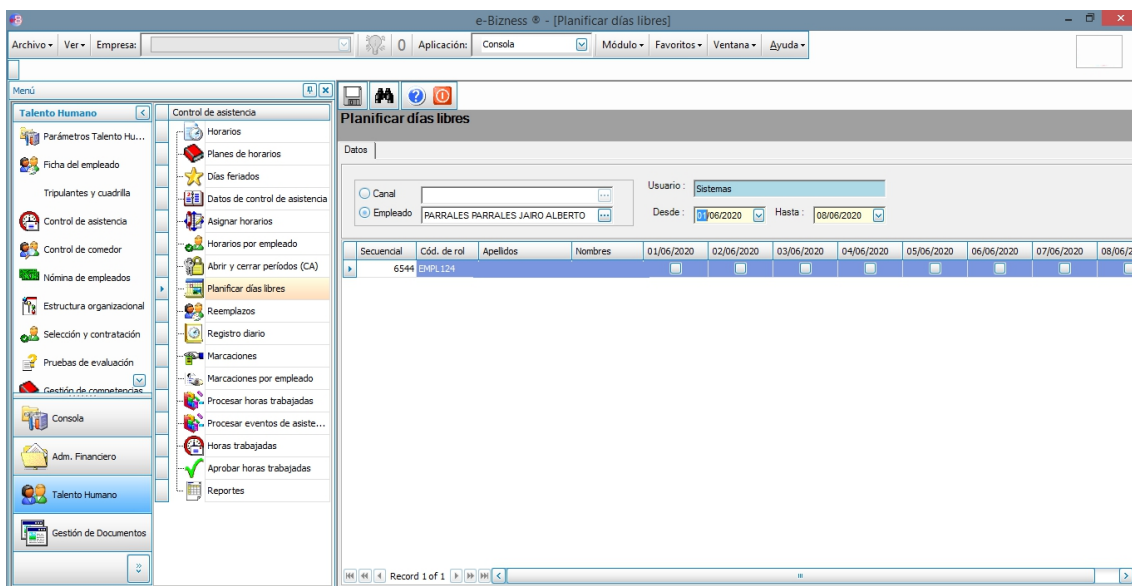 e-Bizness ® - [Planificar días libres]
Archivo Ver Empresa: 0 Aplicación: Consola Módulo Favoritos Ventana Ayuda
Menú
Talento Humano
Parámetros Talento Hu...
Ficha del empleado
Tripulantes y cuadrilla
Control de asistencia
Control de comedor
Nómina de empleados
Estructura organizacional
Selección y contratación
Pruebas de evaluación
Gestión de competencias
Consola
Adm. Financiero
Talento Humano
Gestión de Documentos
Control de asistencia
Horarios
Planes de horarios
Días feriados
Datos de control de asistencia
Asignar horarios
Horarios por empleado
Abrir y cerrar períodos (CA)
Planificar días libres
Reemplazos
Registro diario
Marcaciones
Marcaciones por empleado
Procesar horas trabajadas
Procesar eventos de asiste...
Horas trabajadas
Aprobar horas trabajadas
Reportes
Planificar días libres
Datos
Canal
Usuario : Sistemas
Empleado PARRALES PARRALES JAIRO ALBERTO
Desde : 01/06/2020 Hasta : 08/06/2020
Secuencial Cód. de rol Apellidos Nombres 01/06/2020 02/06/2020 03/06/2020 04/06/2020 05/06/2020 06/06/2020 07/06/2020 08/06/2
6544 EMPL124
Record 1 of 1